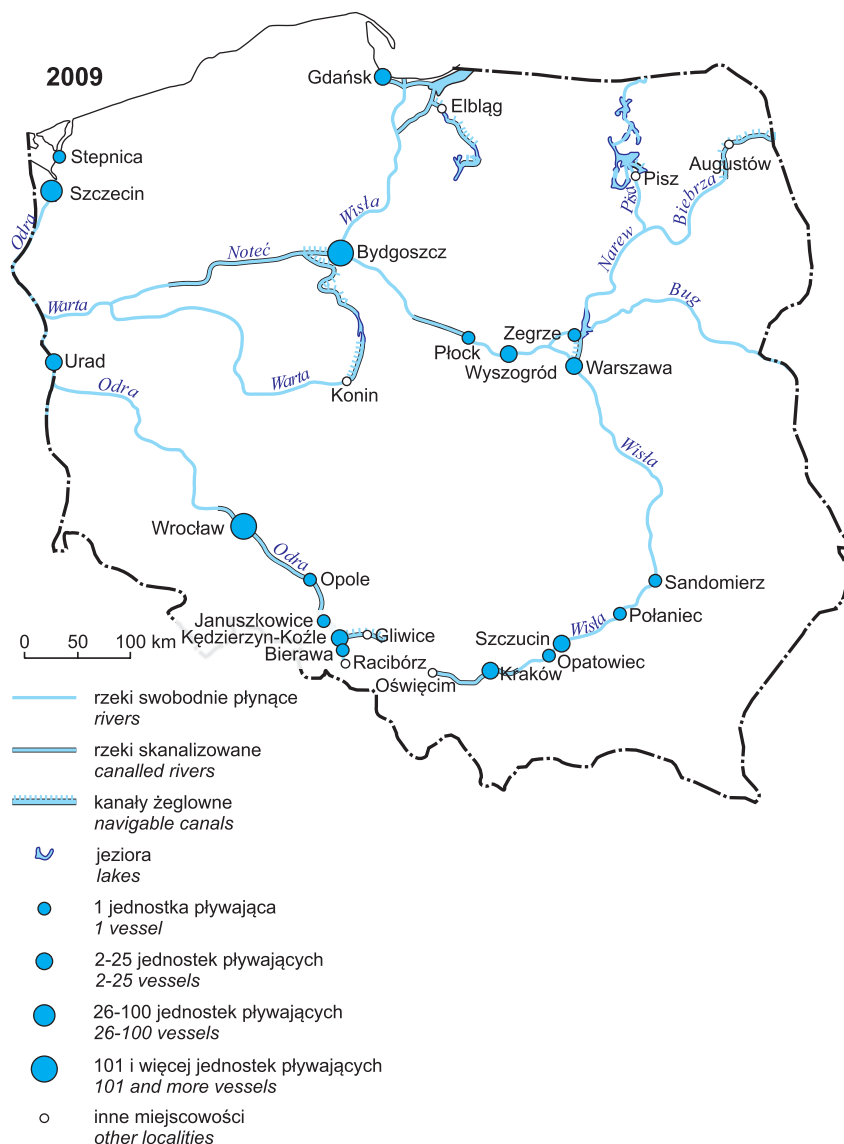 2009
Gdańsk
Elbląg
Stepnica
Szczecin
Odra
Wisła
Pisz
Pisa
Augustów
Biebrza
Narew
Noteć
Bydgoszcz
Warta
Bug
Zegrze
Płock
Wyszogród
Warszawa
Urad
Odra
Warta
Konin
Wisła
Wrocław
Odra
Opole
Sandomierz
Januszkowice
Połaniec
Wisła
Kędzierzyn-Koźle
Gliwice
Szczucin
Bierawa
Racibórz
Opatowiec
Kraków
Oświęcim
0 50 100 km
rzeki swobodnie płynące
rivers
rzeki skanalizowane
canalled rivers
kanały żeglowne
navigable canals
jeziora
lakes
1 jednostka pływająca
1 vessel
2-25 jednostek pływających
2-25 vessels
26-100 jednostek pływających
26-100 vessels
101 i więcej jednostek pływających
101 and more vessels
inne miejscowości
other localities